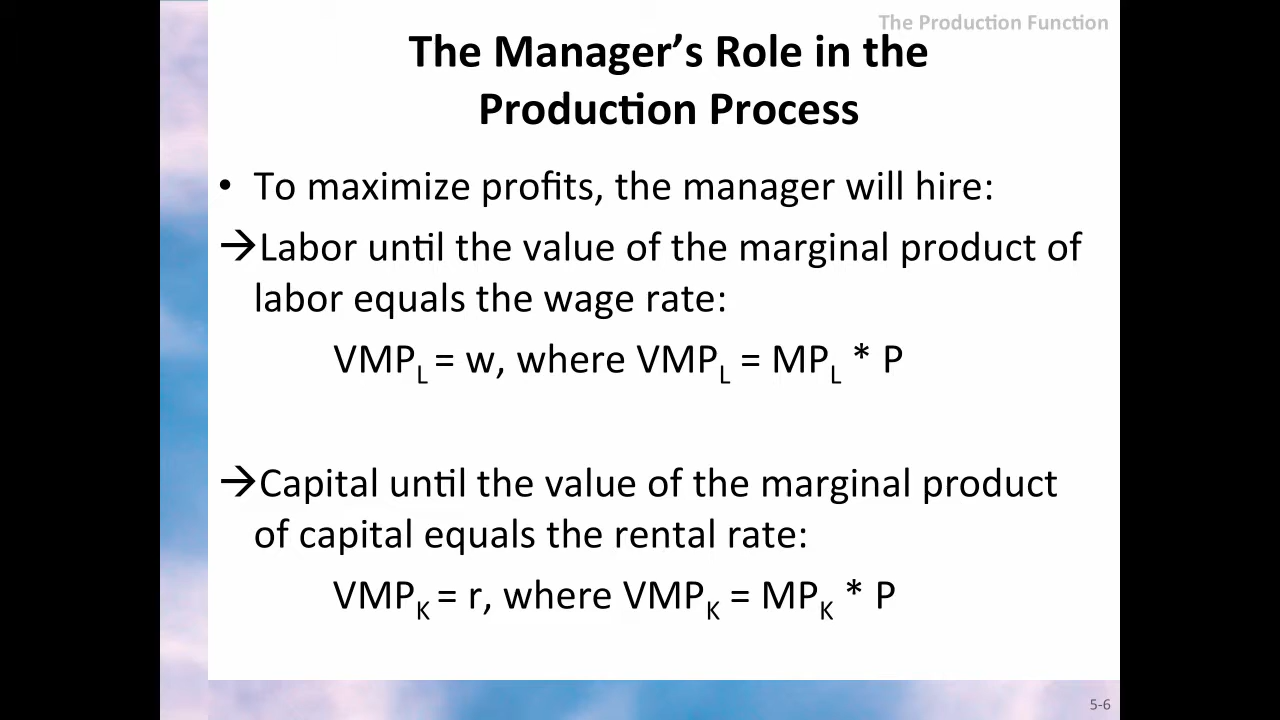 The Production Function
The Manager’s Role in the
Production Process
• To maximize profits, the manager will hire:
→Labor until the value of the marginal product of
labor equals the wage rate:
VMPL = w, where VMPL = MPL * P
→Capital until the value of the marginal product
of capital equals the rental rate:
VMPK = r, where VMPK = MPK * P
5-6